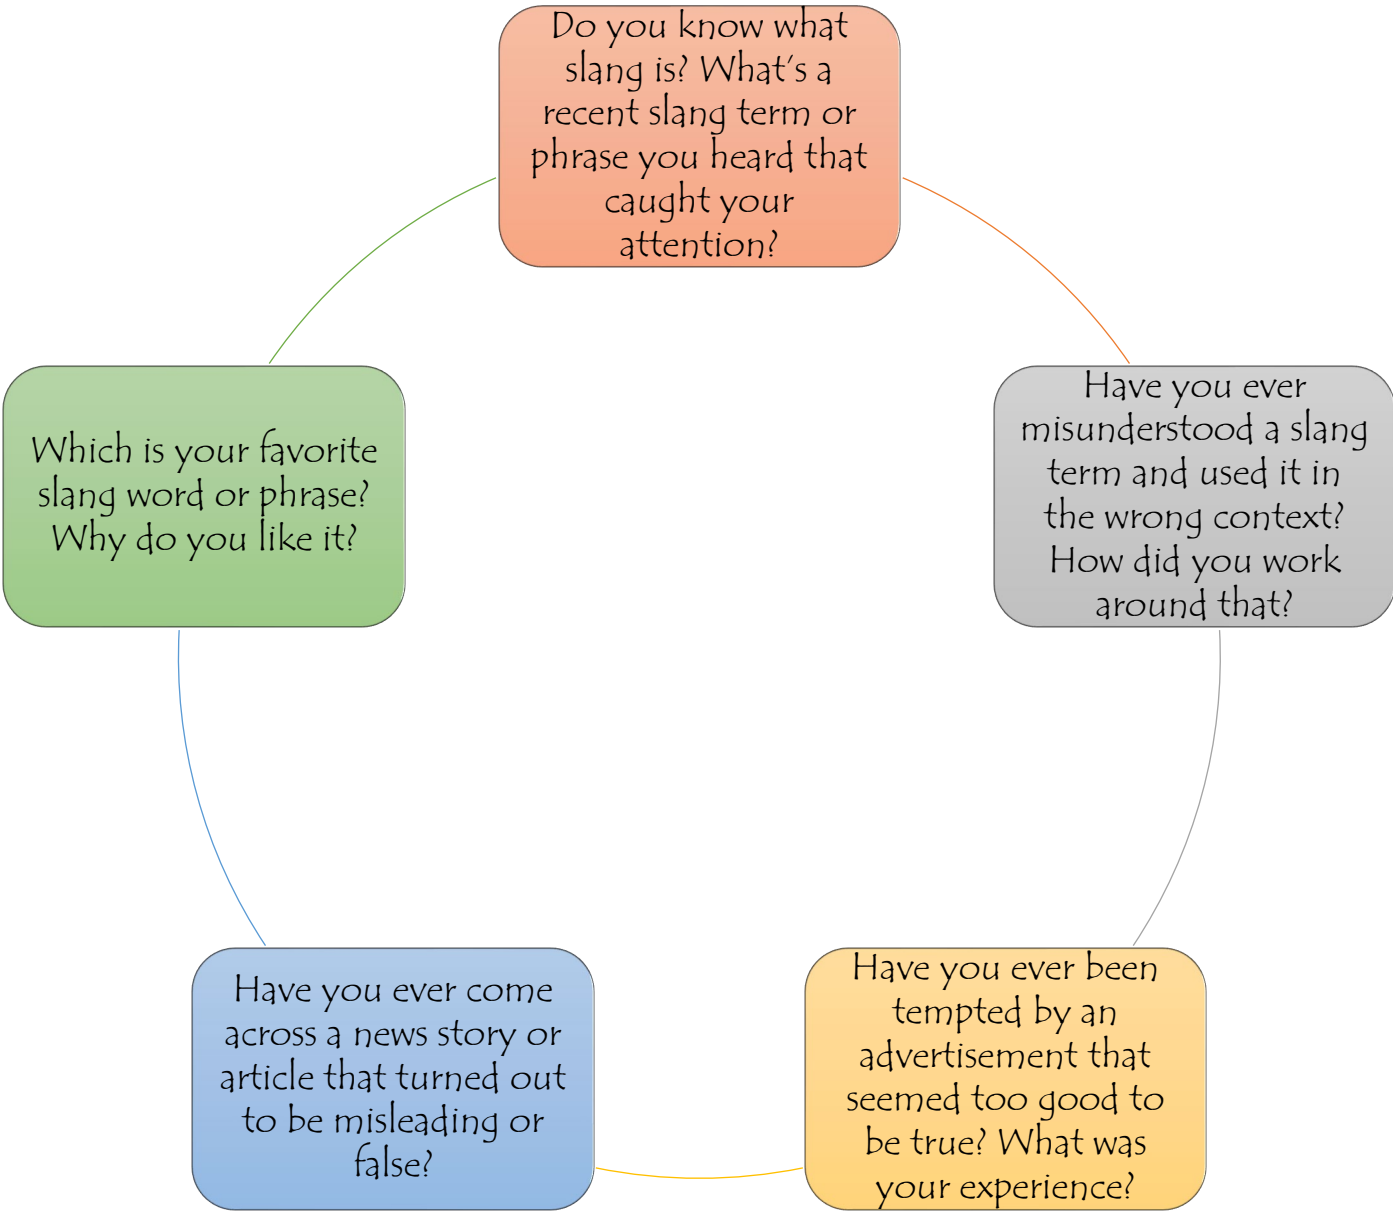 Do you know what
slang is? What's a
recent slang term or
phrase you heard that
caught your
attention?
Have you ever
misunderstood a slang
term and used it in
the wrong context?
How did you work
around that?
Have you ever been
tempted by an
advertisement that
seemed too good to
be true? What was
your experience?
Have you ever come
across a news story or
article that turned out
to be misleading or
false?
Which is your favorite
slang word or phrase?
Why do you like it?